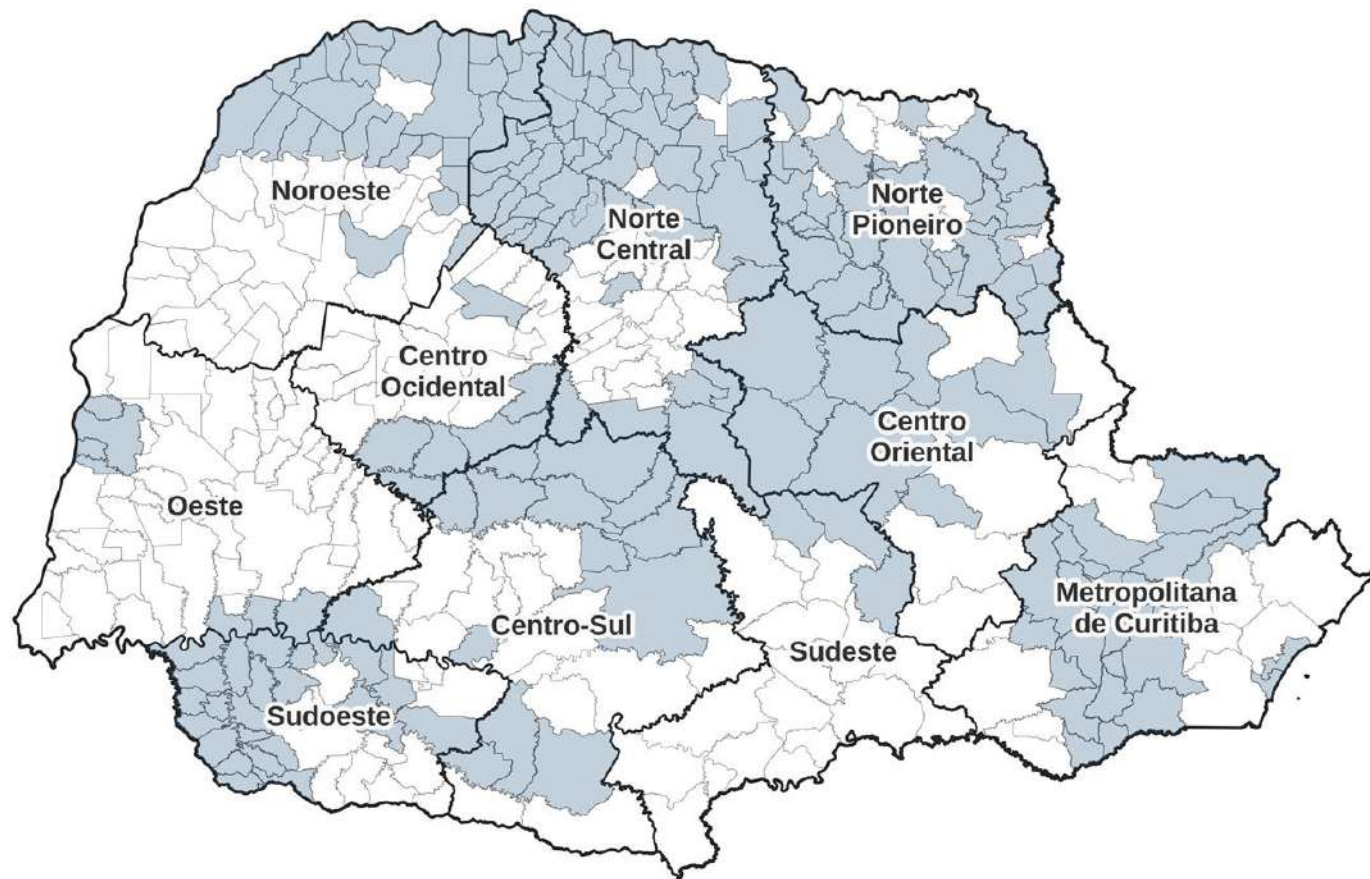 Noroeste
Norte
Central
Norte
Pioneiro
Centro
Ocidental
Centro
Oriental
Oeste
Centro-Sul
Metropolitana
de Curitiba
Sudeste
Sudoeste